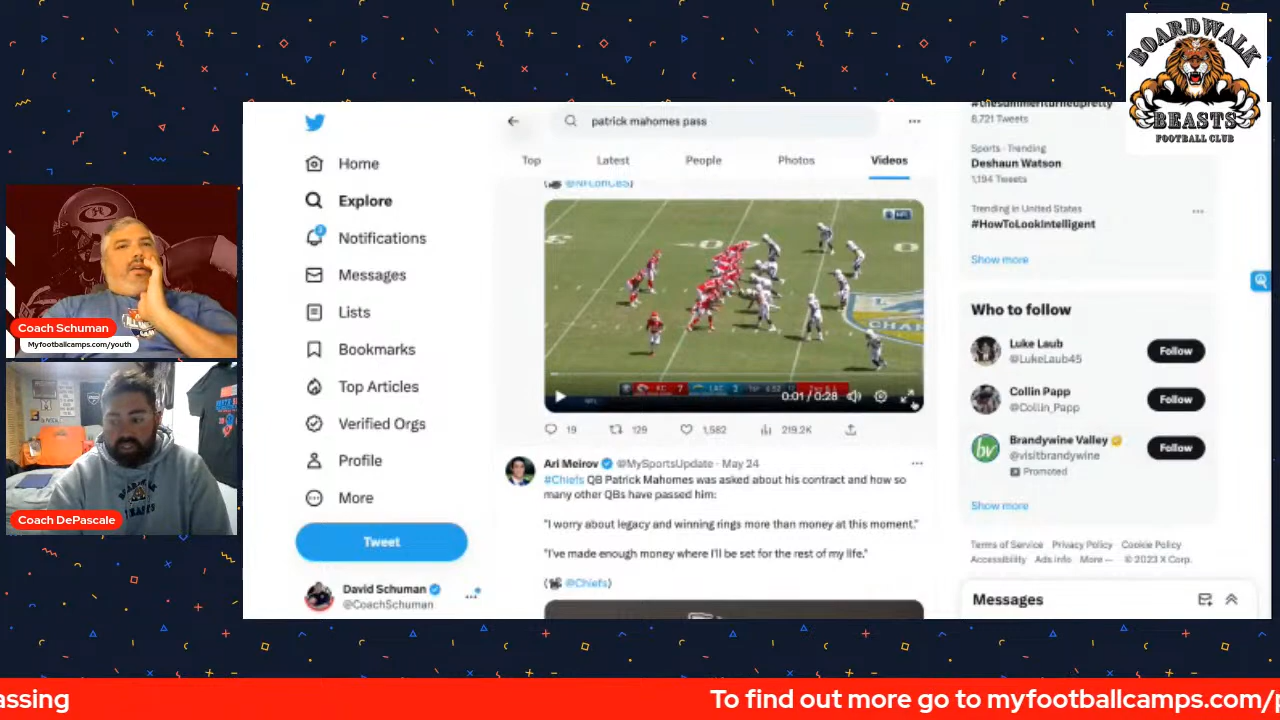 BOARDWALK
BEASTS
FOOTBALL CLUB
Coach Schuman
Myfootballcamps.com/youth
Coach DePascale
Home
Explore
2
Notifications
Messages
Lists
Bookmarks
Top Articles
Verified Orgs
Profile
More
Tweet
David Schuman
@CoachSchuman
patrick mahomes pass
Top
Latest
People
Photos
Videos
@NFLonCBS)
KC 7 LAC 3
0:01 / 0:28
19
129
1,582
219.2K
Ari Meirov @MySportsUpdate · May 24
#Chiefs QB Patrick Mahomes was asked about his contract and how so
many other QBs have passed him:
"I worry about legacy and winning rings more than money at this moment."
"I've made enough money where I'll be set for the rest of my life."
(🎥 @Chiefs)
#thesummeriturnedpretty
8,721 Tweets
Sports · Trending
Deshaun Watson
1,194 Tweets
Trending in United States
#HowToLookIntelligent
Show more
Who to follow
Luke Laub
@LukeLaub45
Follow
Collin Papp
@Collin_Papp
Follow
Brandywine Valley
@visitbrandywine
Promoted
Follow
Show more
Terms of Service Privacy Policy Cookie Policy
Accessibility Ads info More ··· © 2023 X Corp.
Messages
assing
To find out more go to myfootballcamps.com/p